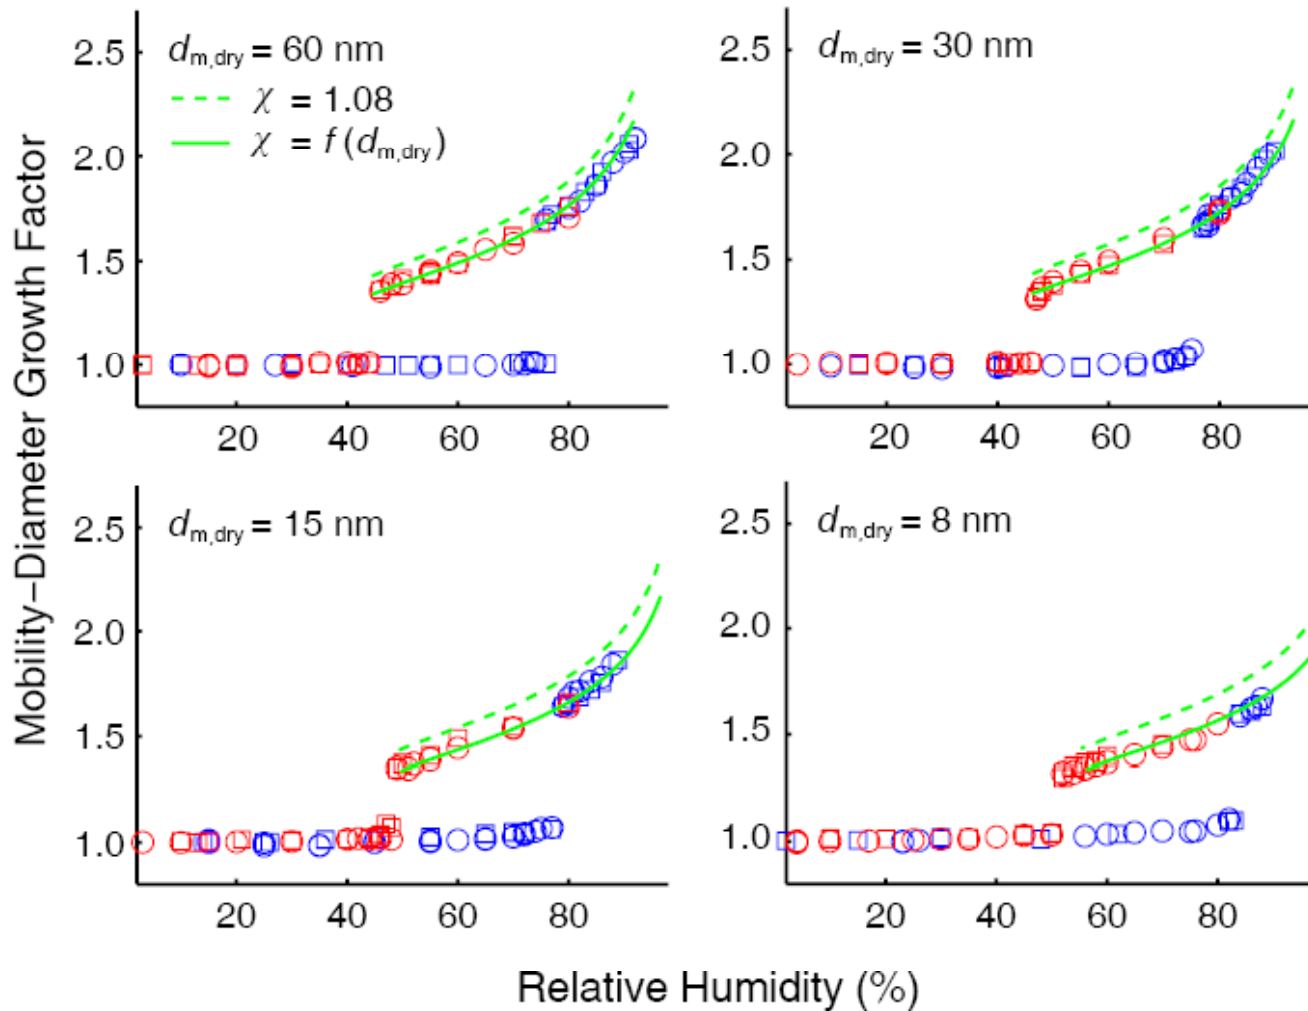 Mobility–Diameter Growth Factor
2.5
2.0
1.5
1.0
d_m,dry = 60 nm
χ = 1.08
χ = f(d_m,dry)
20 40 60 80
2.5
2.0
1.5
1.0
d_m,dry = 30 nm
20 40 60 80
2.5
2.0
1.5
1.0
d_m,dry = 15 nm
20 40 60 80
2.5
2.0
1.5
1.0
d_m,dry = 8 nm
20 40 60 80
Relative Humidity (%)